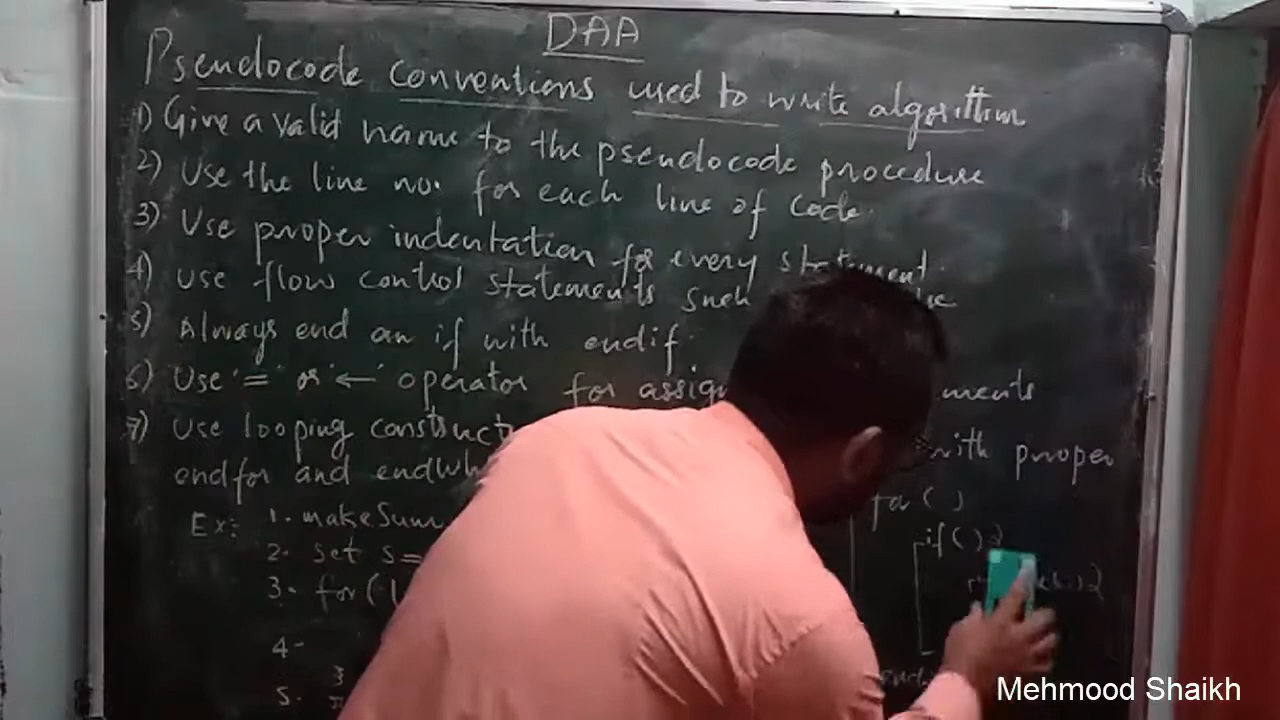 DAA
Pseudocode conventions used to write algorithm
1) Give a valid name to the pseudocode procedure
2) Use the line no. for each line of code.
3) Use proper indentation for every statement.
4) Use flow control statements such
5) Always end an if with endif.
6) Use '=' or '←' operator for
7) Use looping with proper
endfor and
for ( )
if ( )
Ex: 1. makeSum
2. Set S =
3. for (
4-
5.
Mehmood Shaikh